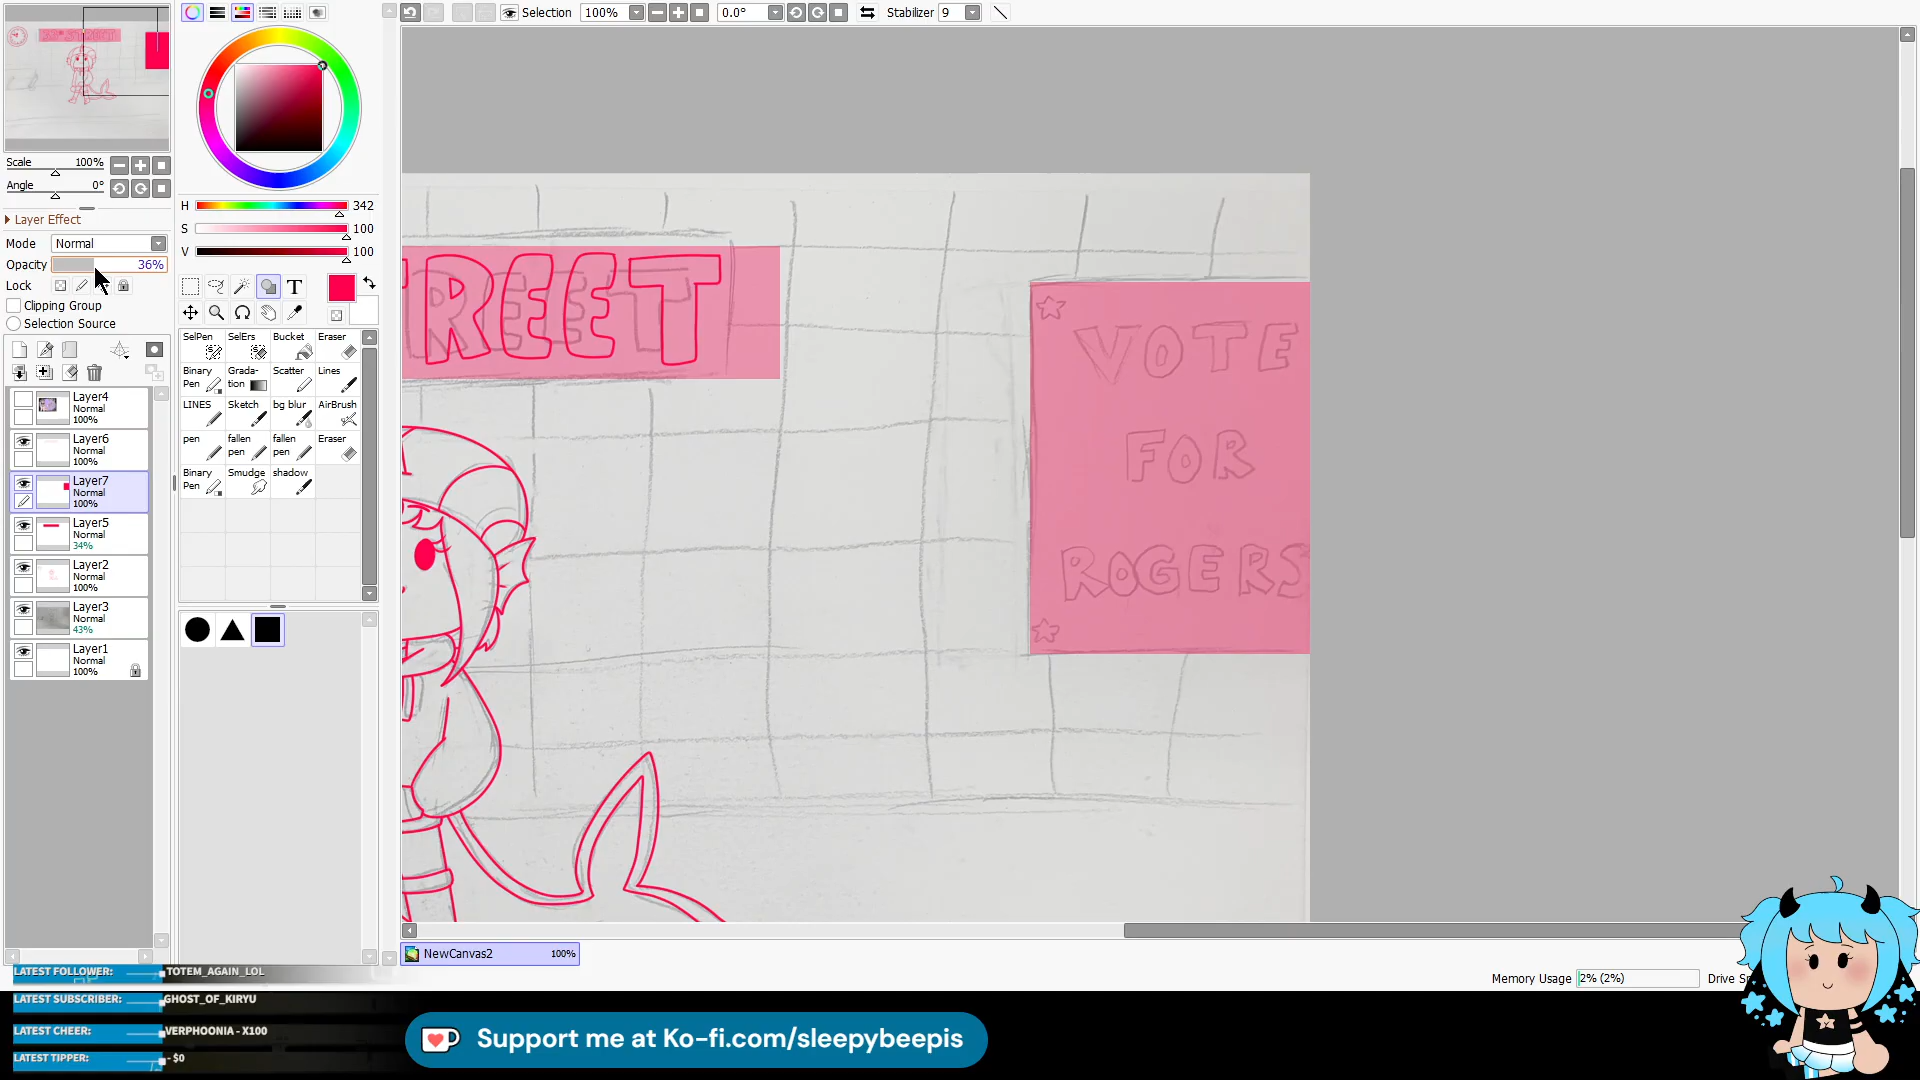 Selection 100% 0.0° Stabilizer 9
Scale 100%
Angle 0°
Layer Effect
Mode Normal
Opacity 36%
Lock
Clipping Group
Selection Source
H 342
S 100
V 100
T
SelPen SelErs Bucket Eraser
Binary Pen Gradation Scatter Lines
LINES Sketch bg blur AirBrush
pen fallen pen fallen pen Eraser
Binary Pen Smudge shadow
Layer4
Normal
100%
Layer6
Normal
100%
Layer7
Normal
100%
Layer5
Normal
34%
Layer2
Normal
100%
Layer3
Normal
43%
Layer1
Normal
100%
REET
VOTE
FOR
ROGERS
NewCanvas2 100%
Memory Usage 2% (2%)
LATEST FOLLOWER: TOTEM_AGAIN_LOL
LATEST SUBSCRIBER: GHOST_OF_KIRYU
LATEST CHEER: VERPHOONIA - X100
LATEST TIPPER: - $0
Support me at Ko-fi.com/sleepybeepis